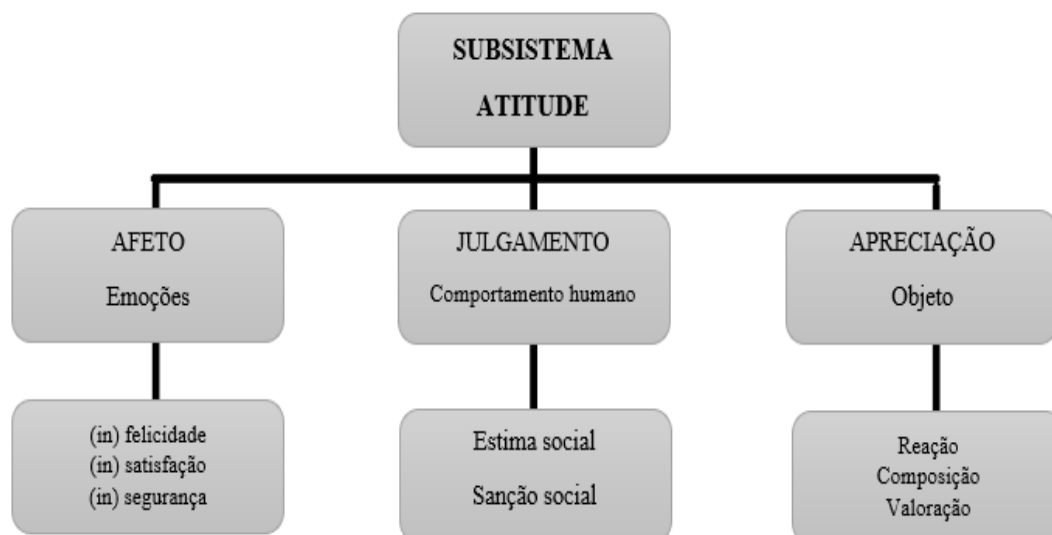 SUBSISTEMA
ATITUDE
AFETO
Emoções
JULGAMENTO
Comportamento humano
APRECIAÇÃO
Objeto
(in) felicidade
(in) satisfação
(in) segurança
Estima social
Sanção social
Reação
Composição
Valoração